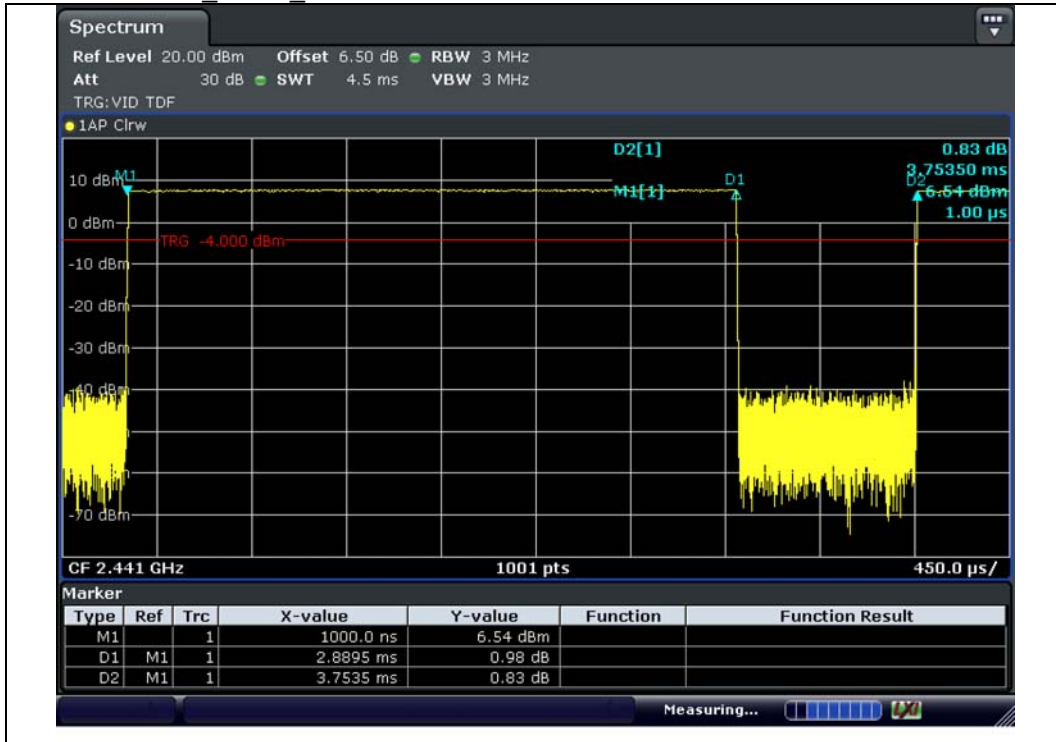 Spectrum
Ref Level 20.00 dBm Offset 6.50 dB RBW 3 MHz
Att 30 dB SWT 4.5 ms VBW 3 MHz
TRG:VID TDF
1AP Clrw
D2[1] 0.83 dB
3.75350 ms
M1[1] 6.54 dBm
1.00 µs
M1
D1
D2
10 dBm
0 dBm
TRG -4.000 dBm
-10 dBm
-20 dBm
-30 dBm
-40 dBm
-70 dBm
CF 2.441 GHz 1001 pts 450.0 µs/
Marker
Type Ref Trc X-value Y-value Function Function Result
M1 1 1000.0 ns 6.54 dBm
D1 M1 1 2.8895 ms 0.98 dB
D2 M1 1 3.7535 ms 0.83 dB
Measuring... LXI